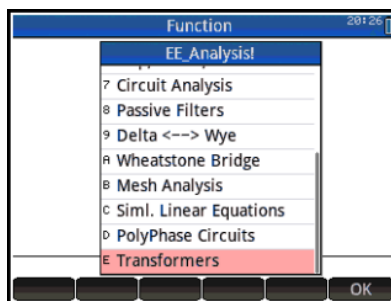 Function
20:26
EE_Analysis!
7 Circuit Analysis
8 Passive Filters
9 Delta <--> Wye
A Wheatstone Bridge
B Mesh Analysis
C Siml. Linear Equations
D PolyPhase Circuits
E Transformers
OK